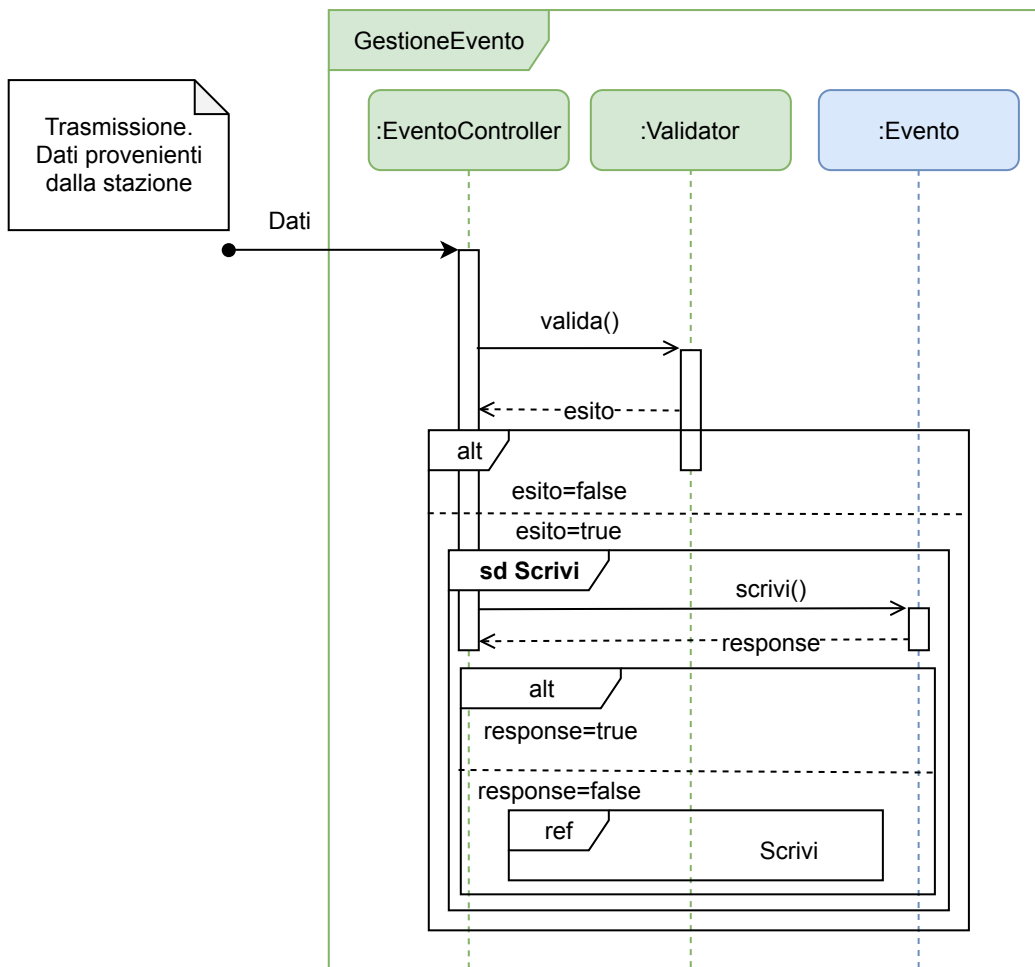 GestioneEvento
Trasmissione.
Dati provenienti
dalla stazione
:EventoController
:Validator
:Evento
Dati
valida()
esito
alt
esito=false
esito=true
sd Scrivi
scrivi()
response
alt
response=true
response=false
ref
Scrivi